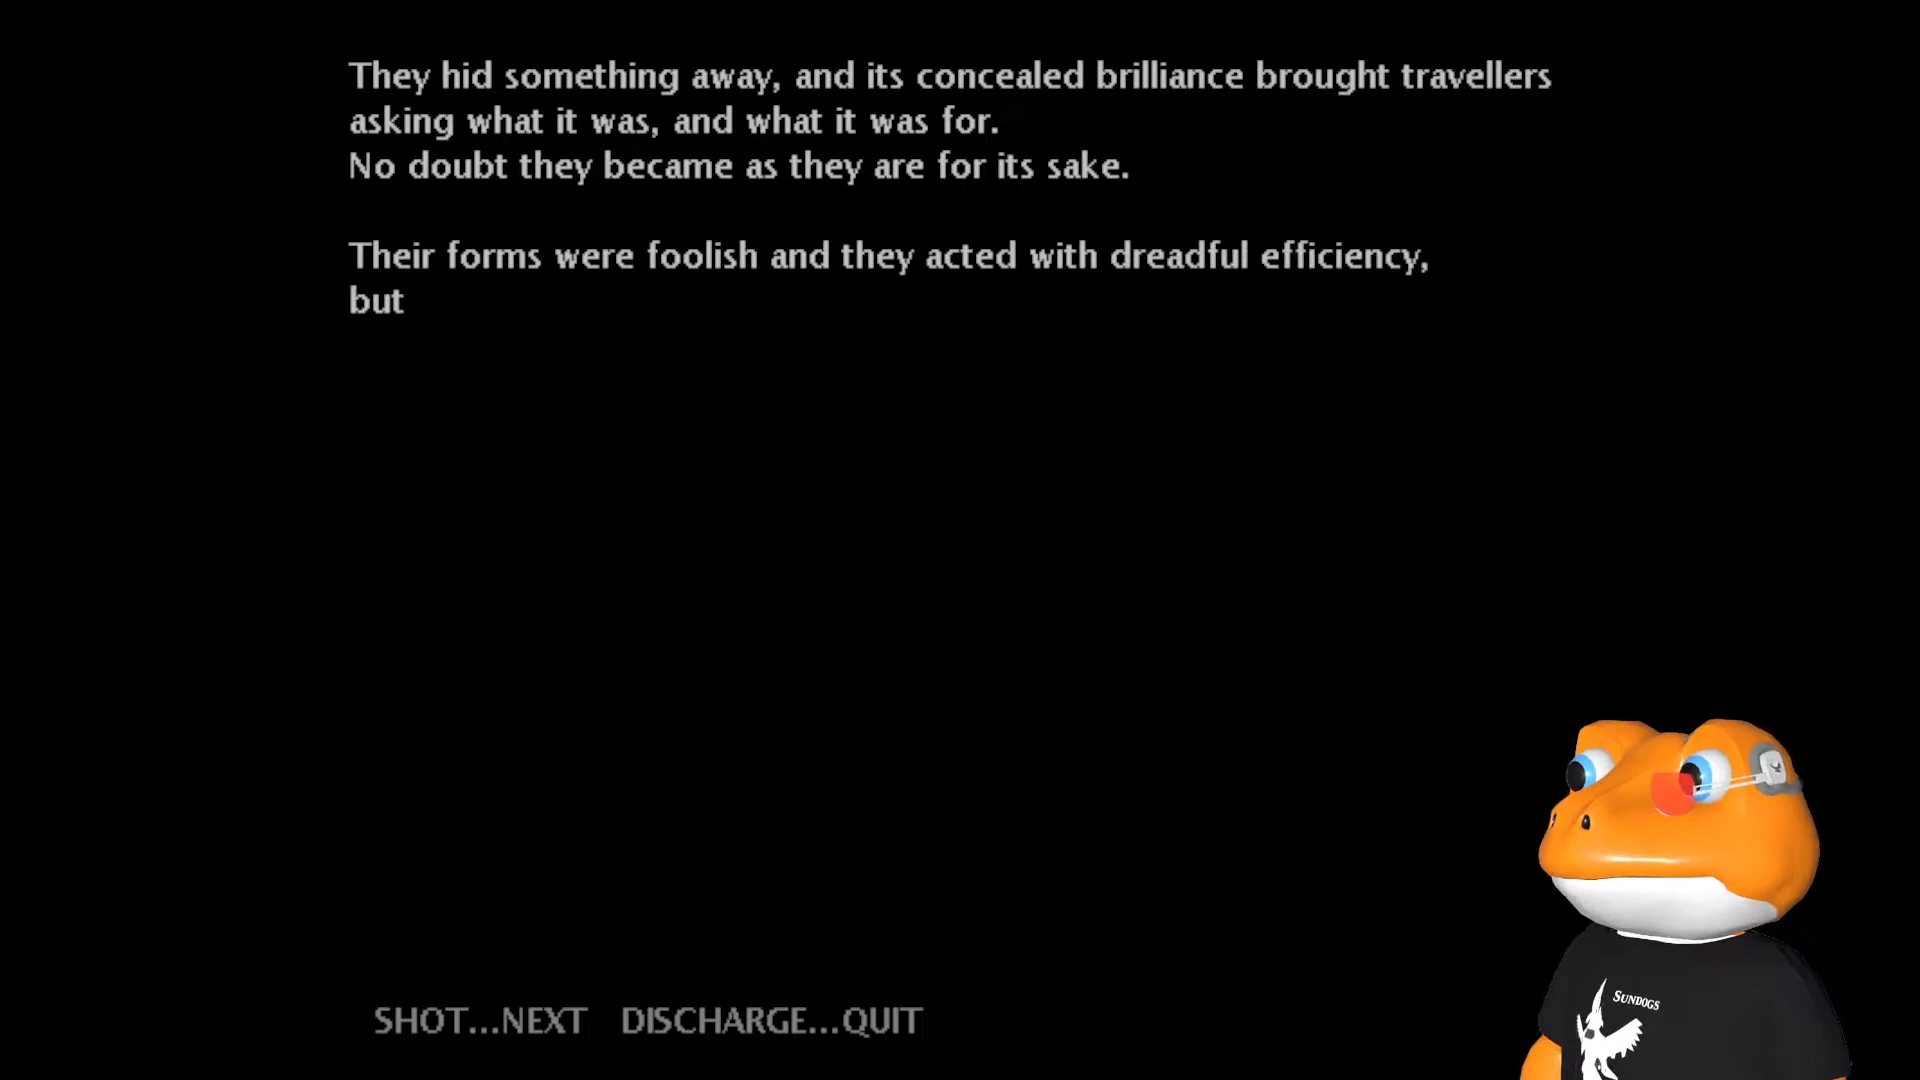 They hid something away, and its concealed brilliance brought travellers
asking what it was, and what it was for.
No doubt they became as they are for its sake.
Their forms were foolish and they acted with dreadful efficiency,
but
SUNDOGS
SHOT...NEXT DISCHARGE...QUIT